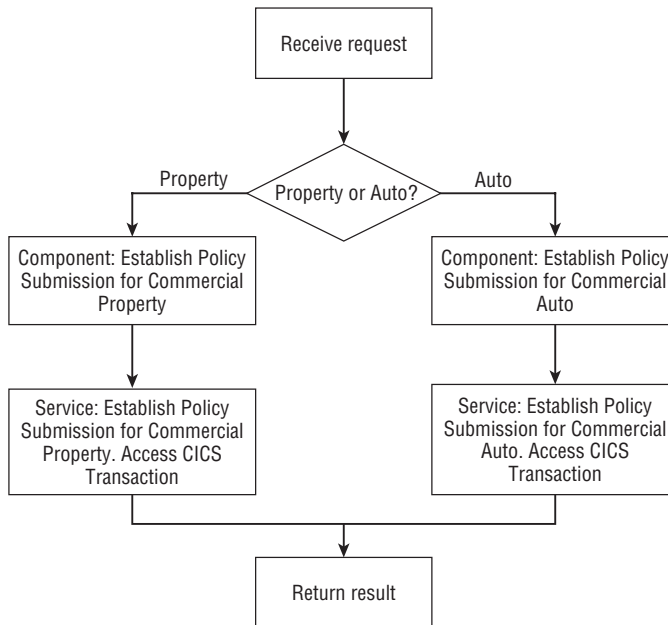 Receive request
Property
Property or Auto?
Auto
Component: Establish Policy
Submission for Commercial
Property
Component: Establish Policy
Submission for Commercial
Auto
Service: Establish Policy
Submission for Commercial
Property. Access CICS
Transaction
Service: Establish Policy
Submission for Commercial
Auto. Access CICS
Transaction
Return result